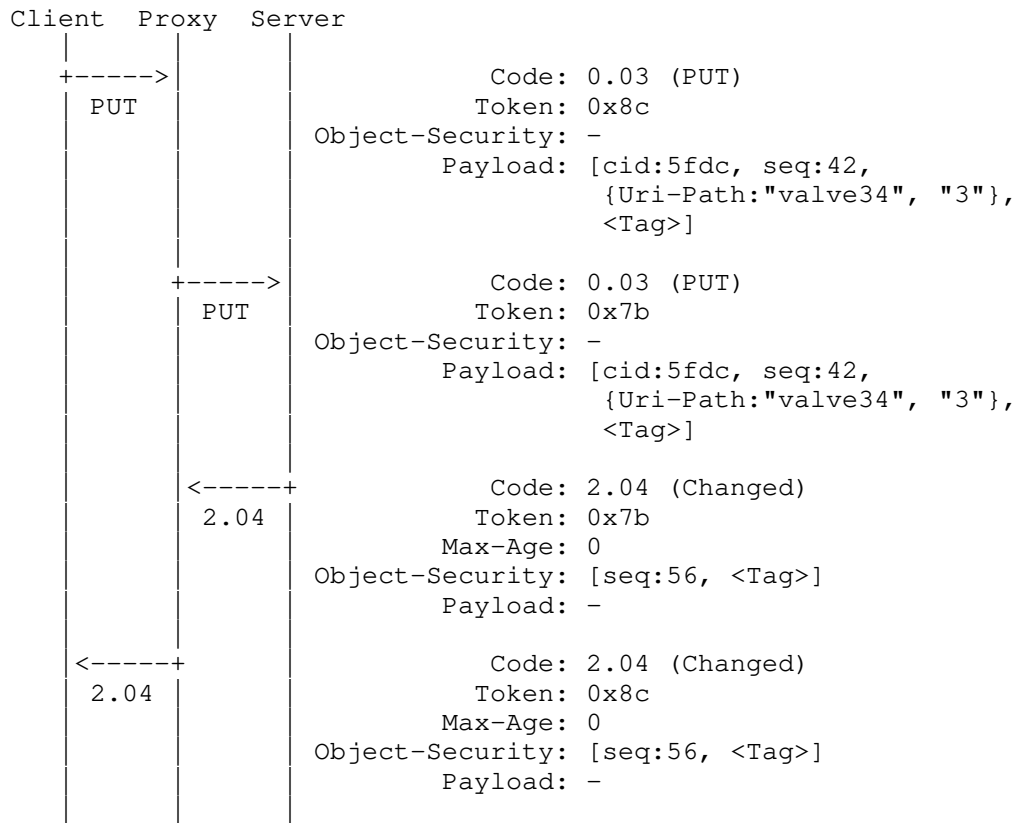 Client  Proxy  Server
Code: 0.03 (PUT)
PUT Token: 0x8c
Object-Security: -
Payload: [cid:5fdc, seq:42,
{Uri-Path:"valve34", "3"},
<Tag>]
Code: 0.03 (PUT)
PUT Token: 0x7b
Object-Security: -
Payload: [cid:5fdc, seq:42,
{Uri-Path:"valve34", "3"},
<Tag>]
Code: 2.04 (Changed)
2.04 Token: 0x7b
Max-Age: 0
Object-Security: [seq:56, <Tag>]
Payload: -
Code: 2.04 (Changed)
2.04 Token: 0x8c
Max-Age: 0
Object-Security: [seq:56, <Tag>]
Payload: -